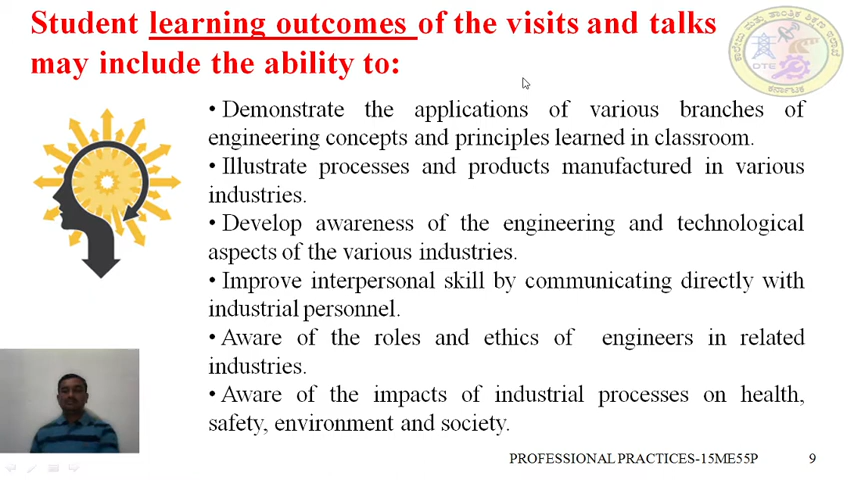 Student learning outcomes of the visits and talks
may include the ability to:
• Demonstrate the applications of various branches of
engineering concepts and principles learned in classroom.
• Illustrate processes and products manufactured in various
industries.
• Develop awareness of the engineering and technological
aspects of the various industries.
• Improve interpersonal skill by communicating directly with
industrial personnel.
• Aware of the roles and ethics of engineers in related
industries.
• Aware of the impacts of industrial processes on health,
safety, environment and society.
DTE
ಕರ್ನಾಟಕ
PROFESSIONAL PRACTICES-15ME55P 9